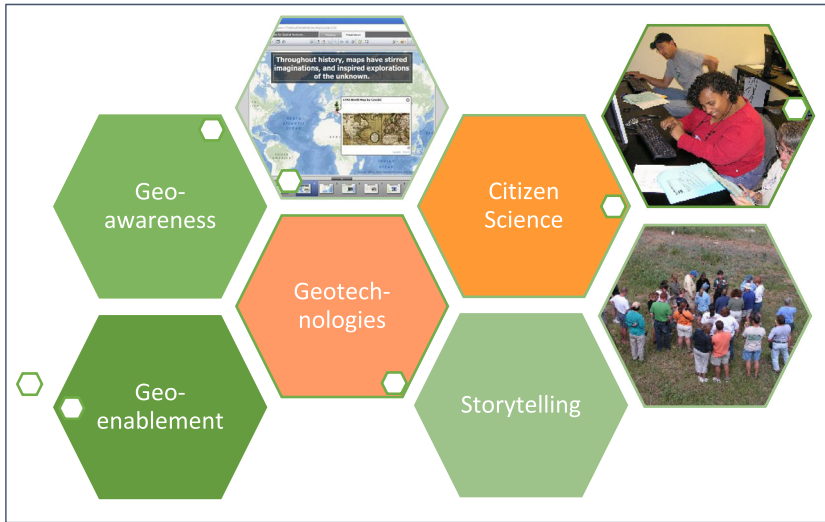 Throughout history, maps have stirred
imaginations, and inspired explorations
of the unknown.
Geo-
awareness
Citizen
Science
Geotech-
nologies
Geo-
enablement
Storytelling